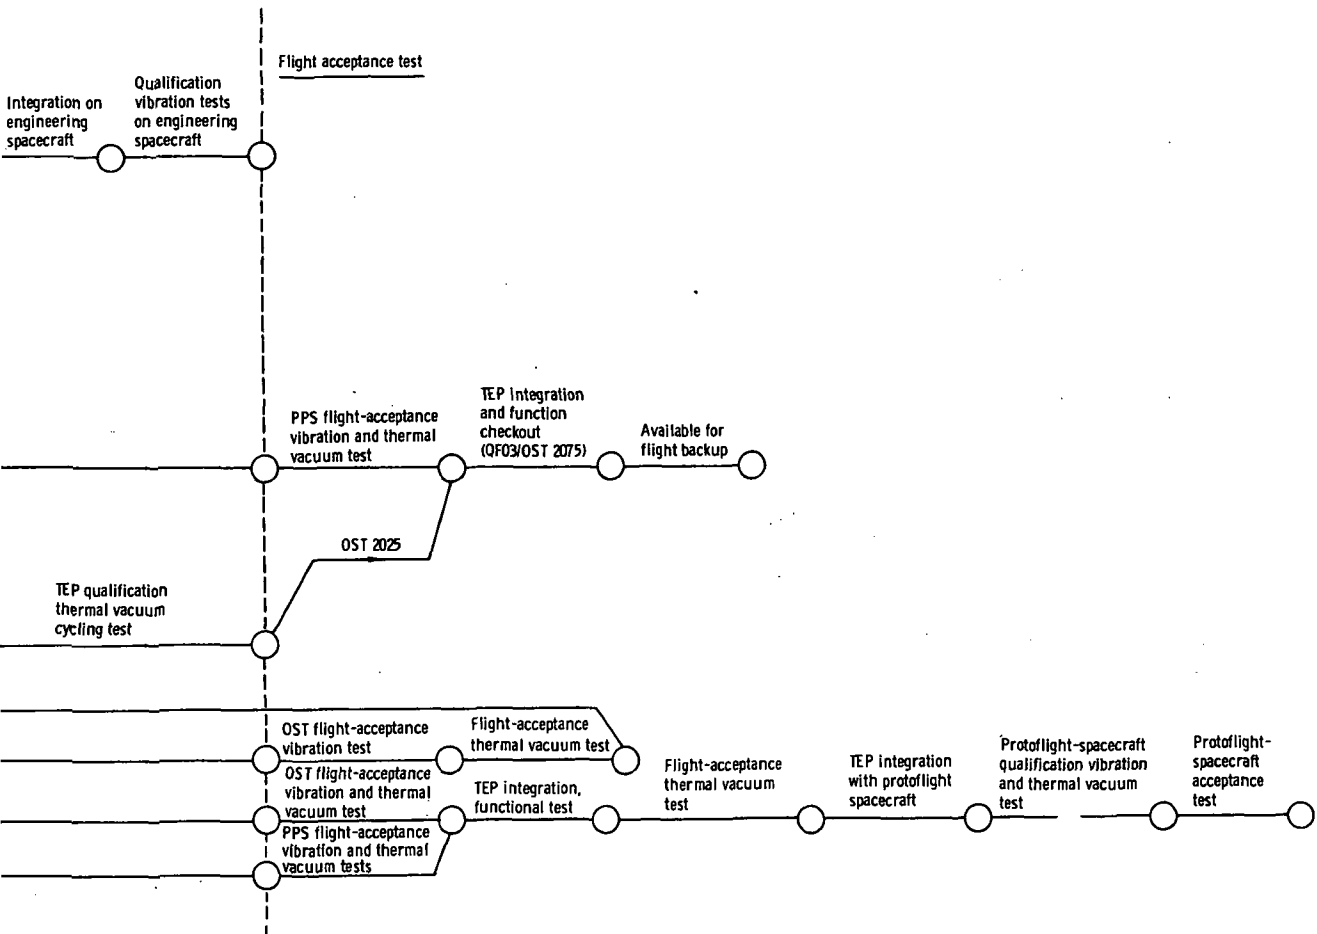 Flight acceptance test
Integration on
engineering
spacecraft
Qualification
vibration tests
on engineering
spacecraft
PPS flight-acceptance
vibration and thermal
vacuum test
TEP integration
and function
checkout
(QF03/OST 2075)
Available for
flight backup
OST 2025
TEP qualification
thermal vacuum
cycling test
OST flight-acceptance
vibration test
Flight-acceptance
thermal vacuum test
OST flight-acceptance
vibration and thermal
vacuum test
TEP integration,
functional test
Flight-acceptance
thermal vacuum
test
TEP integration
with protoflight
spacecraft
Protoflight-spacecraft
qualification vibration
and thermal vacuum
test
Protoflight-
spacecraft
acceptance
test
PPS flight-acceptance
vibration and thermal
vacuum tests